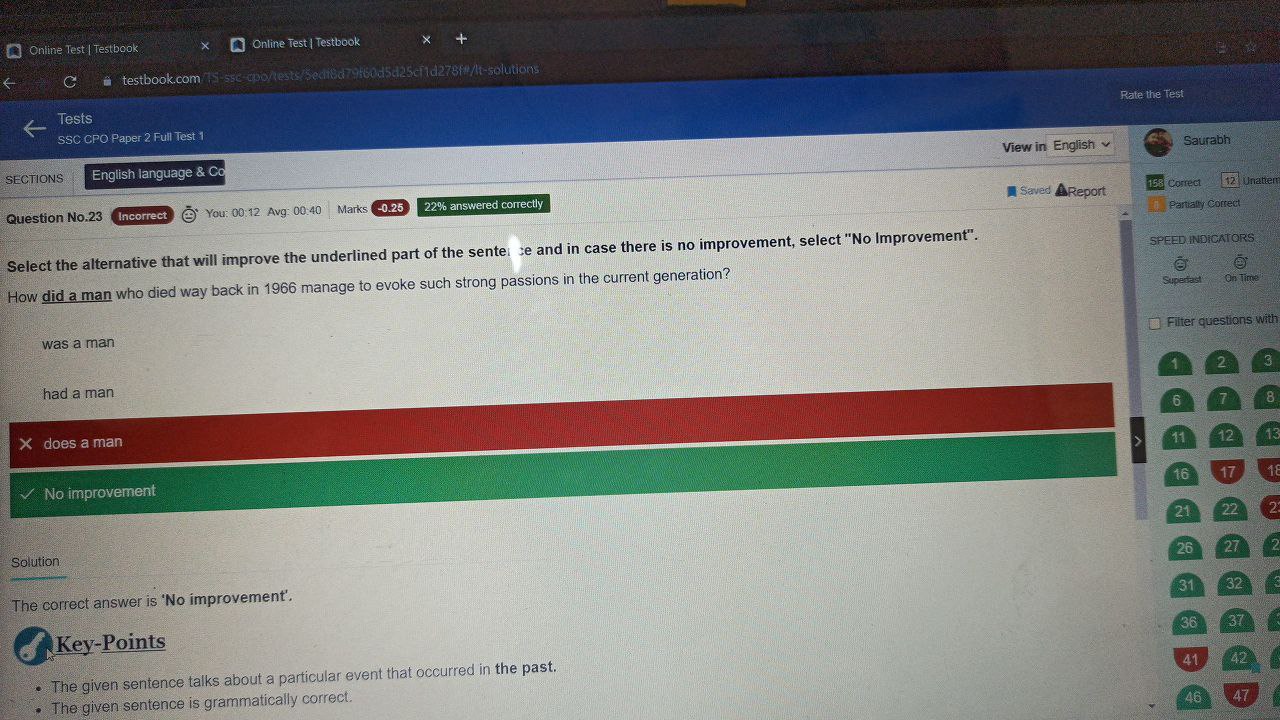 Online Test | Testbook
Online Test | Testbook
testbook.com/TS-ssc-cpo/tests/5edf8d79f60d5d25cf1d278f#/lt-solutions
Rate the Test
Tests
SSC CPO Paper 2 Full Test 1
SECTIONS
English language & Co
View in English
Saurabh
158 Correct
12
8 Partially Correct
Question No.23 Incorrect You: 00:12 Avg: 00:40 Marks -0.25 22% answered correctly
Saved Report
SPEED INDICATORS
Superfast
On Time
Filter questions with
Select the alternative that will improve the underlined part of the sentence and in case there is no improvement, select "No Improvement".
How did a man who died way back in 1966 manage to evoke such strong passions in the current generation?
was a man
had a man
does a man
No improvement
Solution
The correct answer is 'No improvement'.
Key-Points
The given sentence talks about a particular event that occurred in the past.
The given sentence is grammatically correct.
1 2 3
6 7 8
11 12 13
16 17 18
21 22
26 27
31 32
36 37
41 42
46 47